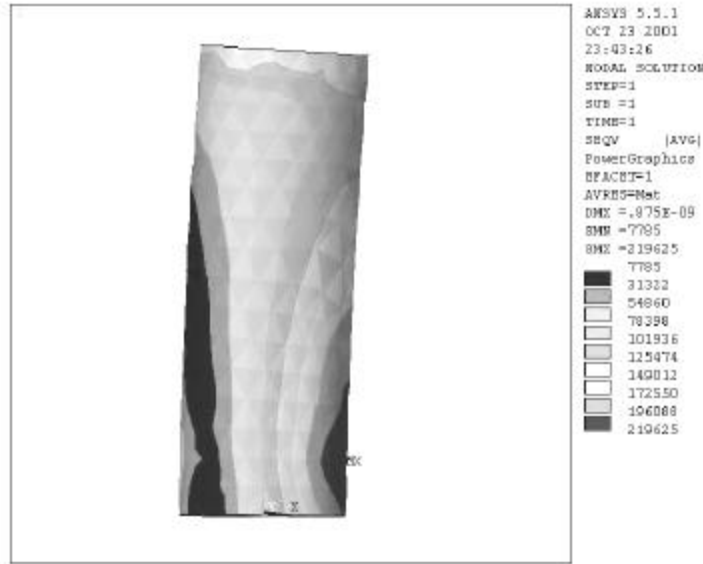 ANSYS 5.5.1
OCT 23 2001
23:43:26
NODAL SOLUTION
STEP=1
SUB =1
TIME=1
SEQV (AVG)
PowerGraphics
EFACET=1
AVRES=Mat
DMX =.875E-09
SMN =7785
SMX =219625
7785
31322
54860
78398
101936
125474
149012
172550
196088
219625
MX
X